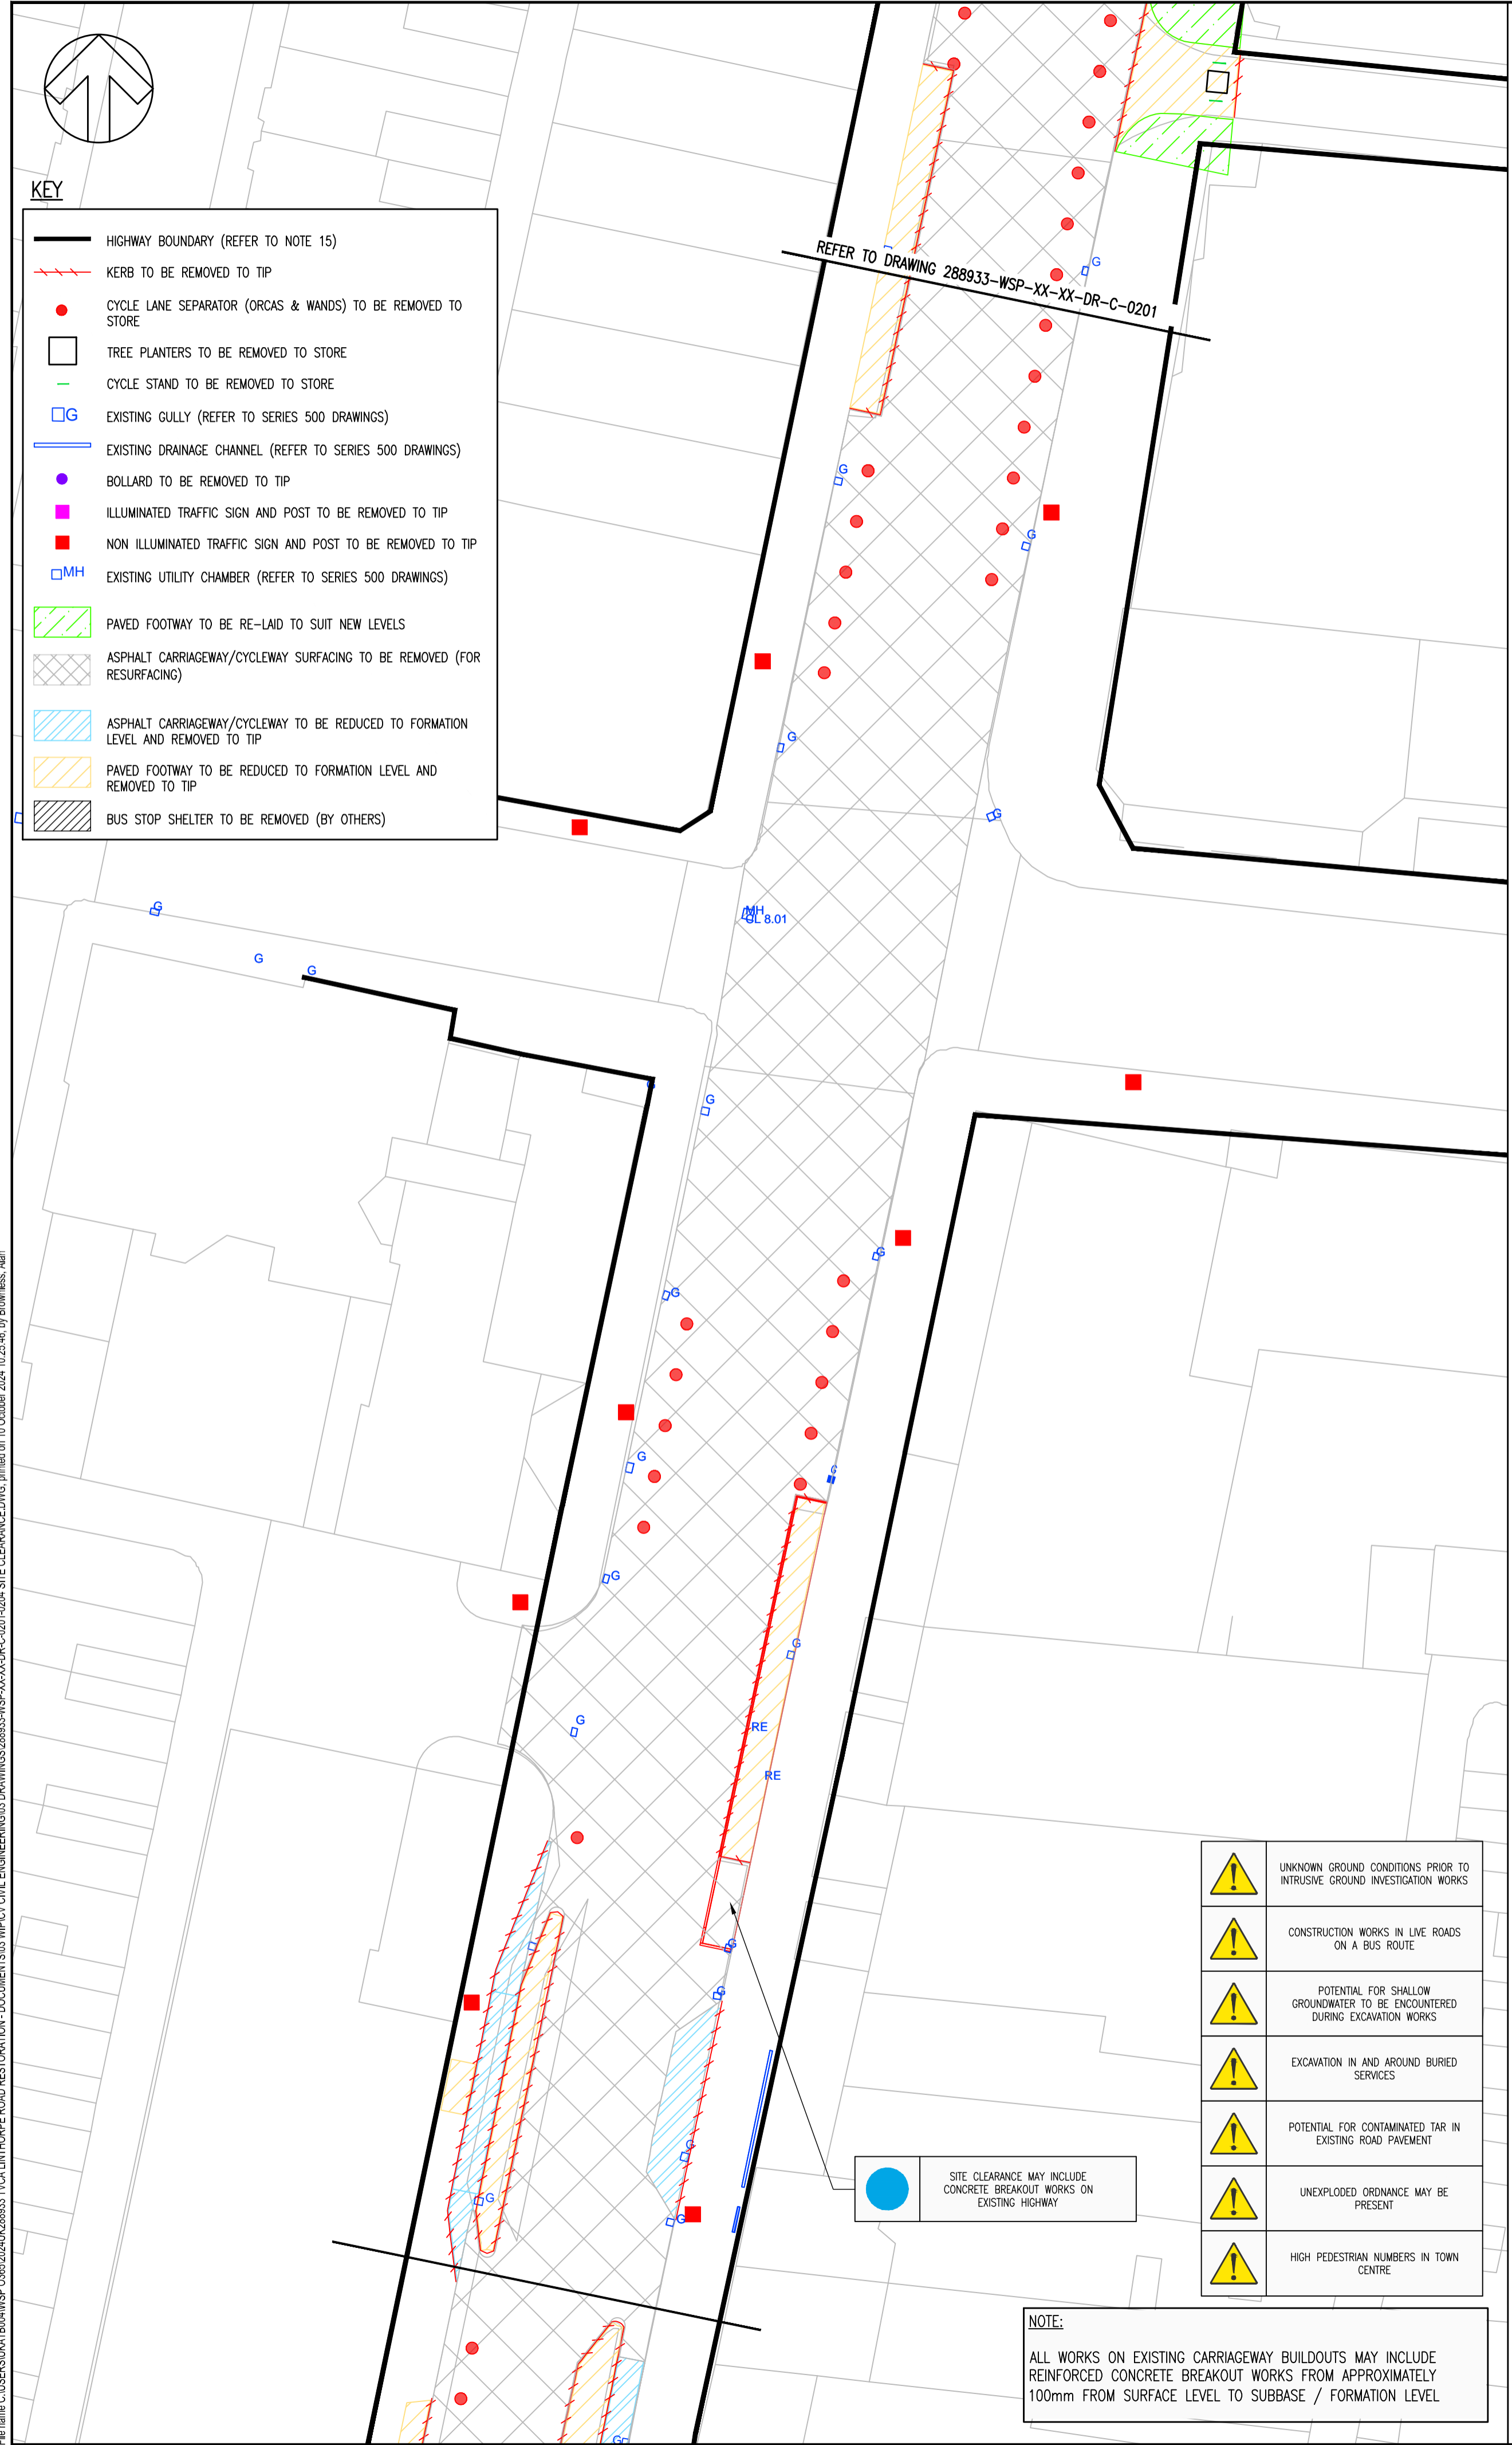 KEY
HIGHWAY BOUNDARY (REFER TO NOTE 15)
KERB TO BE REMOVED TO TIP
CYCLE LANE SEPARATOR (ORCAS & WANDS) TO BE REMOVED TO
STORE
TREE PLANTERS TO BE REMOVED TO STORE
CYCLE STAND TO BE REMOVED TO STORE
G
EXISTING GULLY (REFER TO SERIES 500 DRAWINGS)
EXISTING DRAINAGE CHANNEL (REFER TO SERIES 500 DRAWINGS)
BOLLARD TO BE REMOVED TO TIP
ILLUMINATED TRAFFIC SIGN AND POST TO BE REMOVED TO TIP
NON ILLUMINATED TRAFFIC SIGN AND POST TO BE REMOVED TO TIP
MH
EXISTING UTILITY CHAMBER (REFER TO SERIES 500 DRAWINGS)
PAVED FOOTWAY TO BE RE-LAID TO SUIT NEW LEVELS
ASPHALT CARRIAGEWAY/CYCLEWAY SURFACING TO BE REMOVED (FOR
RESURFACING)
ASPHALT CARRIAGEWAY/CYCLEWAY TO BE REDUCED TO FORMATION
LEVEL AND REMOVED TO TIP
PAVED FOOTWAY TO BE REDUCED TO FORMATION LEVEL AND
REMOVED TO TIP
BUS STOP SHELTER TO BE REMOVED (BY OTHERS)
REFER TO DRAWING 288933-WSP-XX-XX-DR-C-0201
G
G
G
G
G
G
MH
CL 8.01
G
G
G
G
G
G
G
G
G
G
G
RE
RE
G
G
G
G
G
G
G
UNKNOWN GROUND CONDITIONS PRIOR TO
INTRUSIVE GROUND INVESTIGATION WORKS
CONSTRUCTION WORKS IN LIVE ROADS
ON A BUS ROUTE
POTENTIAL FOR SHALLOW
GROUNDWATER TO BE ENCOUNTERED
DURING EXCAVATION WORKS
EXCAVATION IN AND AROUND BURIED
SERVICES
POTENTIAL FOR CONTAMINATED TAR IN
EXISTING ROAD PAVEMENT
UNEXPLODED ORDNANCE MAY BE
PRESENT
HIGH PEDESTRIAN NUMBERS IN TOWN
CENTRE
SITE CLEARANCE MAY INCLUDE
CONCRETE BREAKOUT WORKS ON
EXISTING HIGHWAY
NOTE:
ALL WORKS ON EXISTING CARRIAGEWAY BUILDOUTS MAY INCLUDE
REINFORCED CONCRETE BREAKOUT WORKS FROM APPROXIMATELY
100mm FROM SURFACE LEVEL TO SUBBASE / FORMATION LEVEL